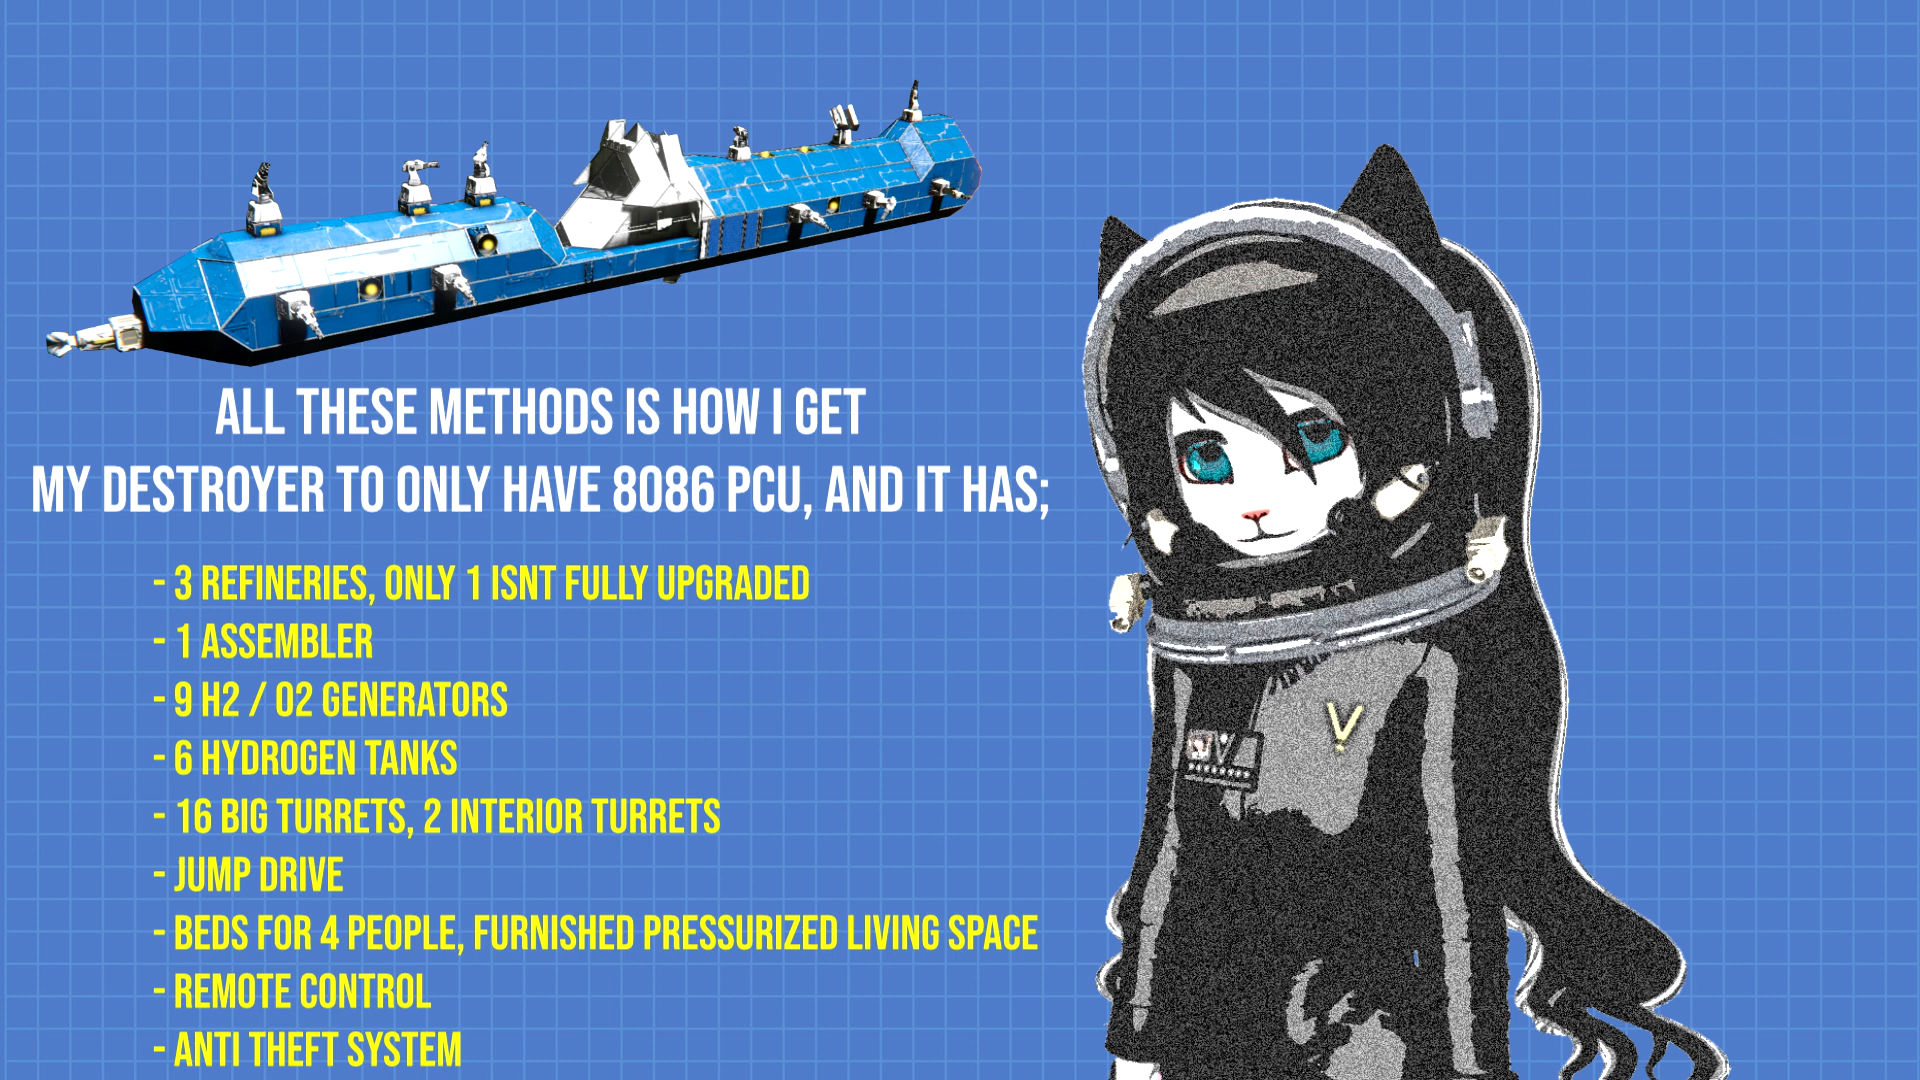 ALL THESE METHODS IS HOW I GET
MY DESTROYER TO ONLY HAVE 8086 PCU, AND IT HAS;
- 3 REFINERIES, ONLY 1 ISNT FULLY UPGRADED
- 1 ASSEMBLER
- 9 H2 / O2 GENERATORS
- 6 HYDROGEN TANKS
- 16 BIG TURRETS, 2 INTERIOR TURRETS
- JUMP DRIVE
- BEDS FOR 4 PEOPLE, FURNISHED PRESSURIZED LIVING SPACE
- REMOTE CONTROL
- ANTI THEFT SYSTEM